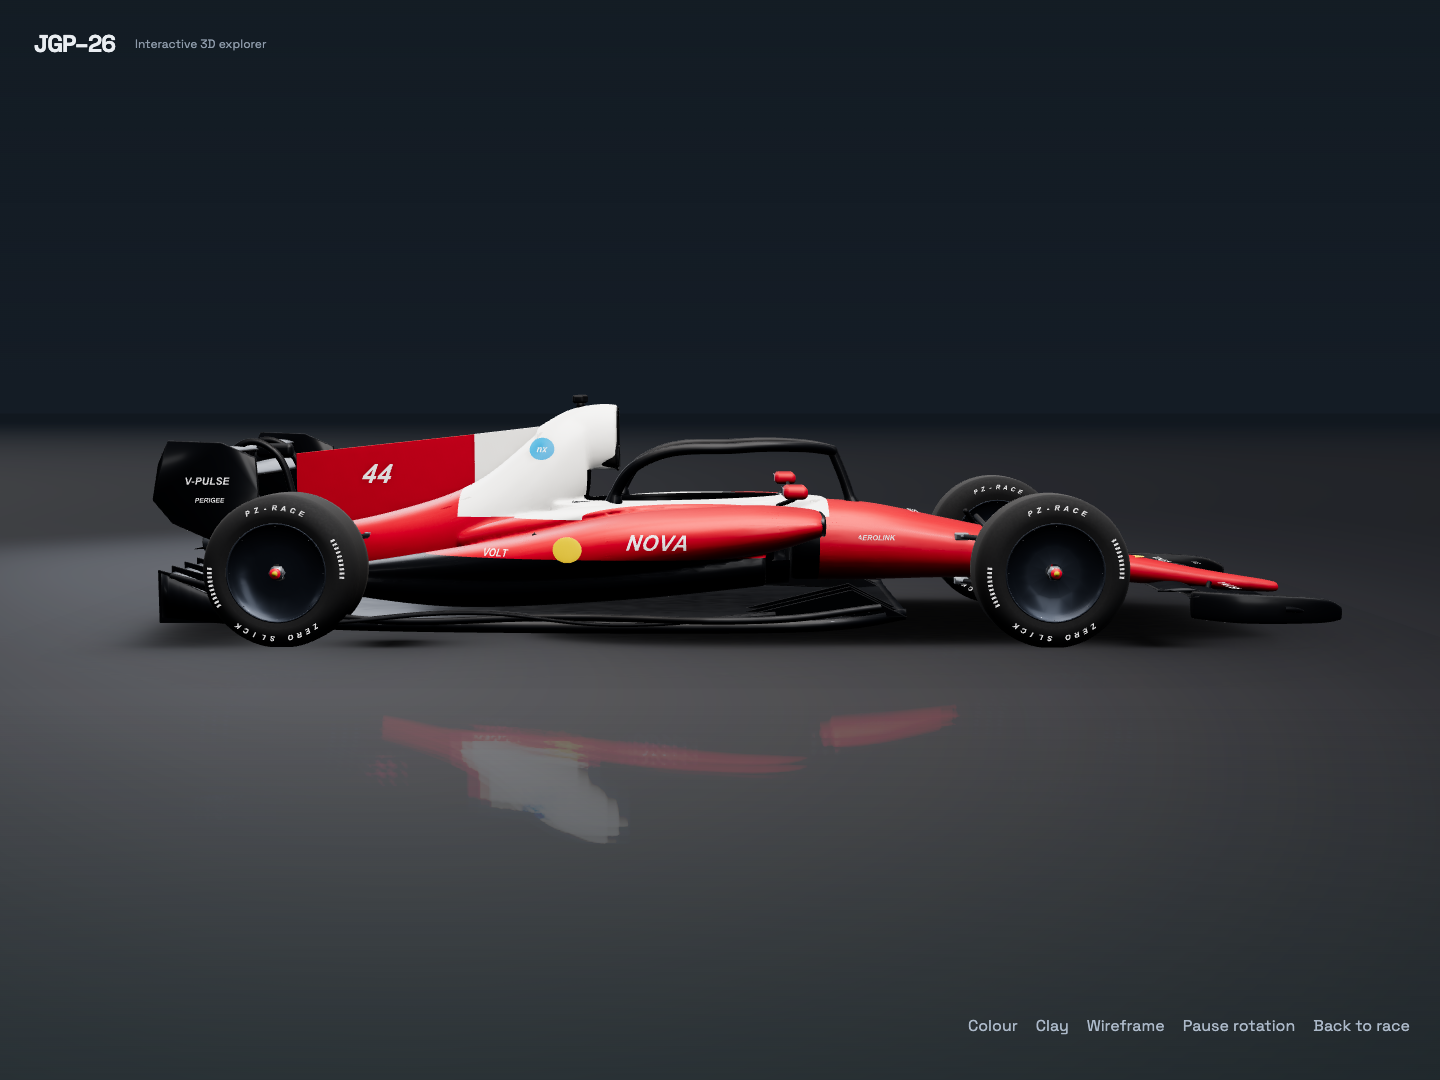 JGP-26 Interactive 3D explorer
nx
44
V-PULSE
PERIGEE
NOVA
VOLT
AEROLINK
PZ-RACE
PZ-RACE
PZ-RACE
ZERO SLICK
ZERO SLICK
Colour Clay Wireframe Pause rotation Back to race